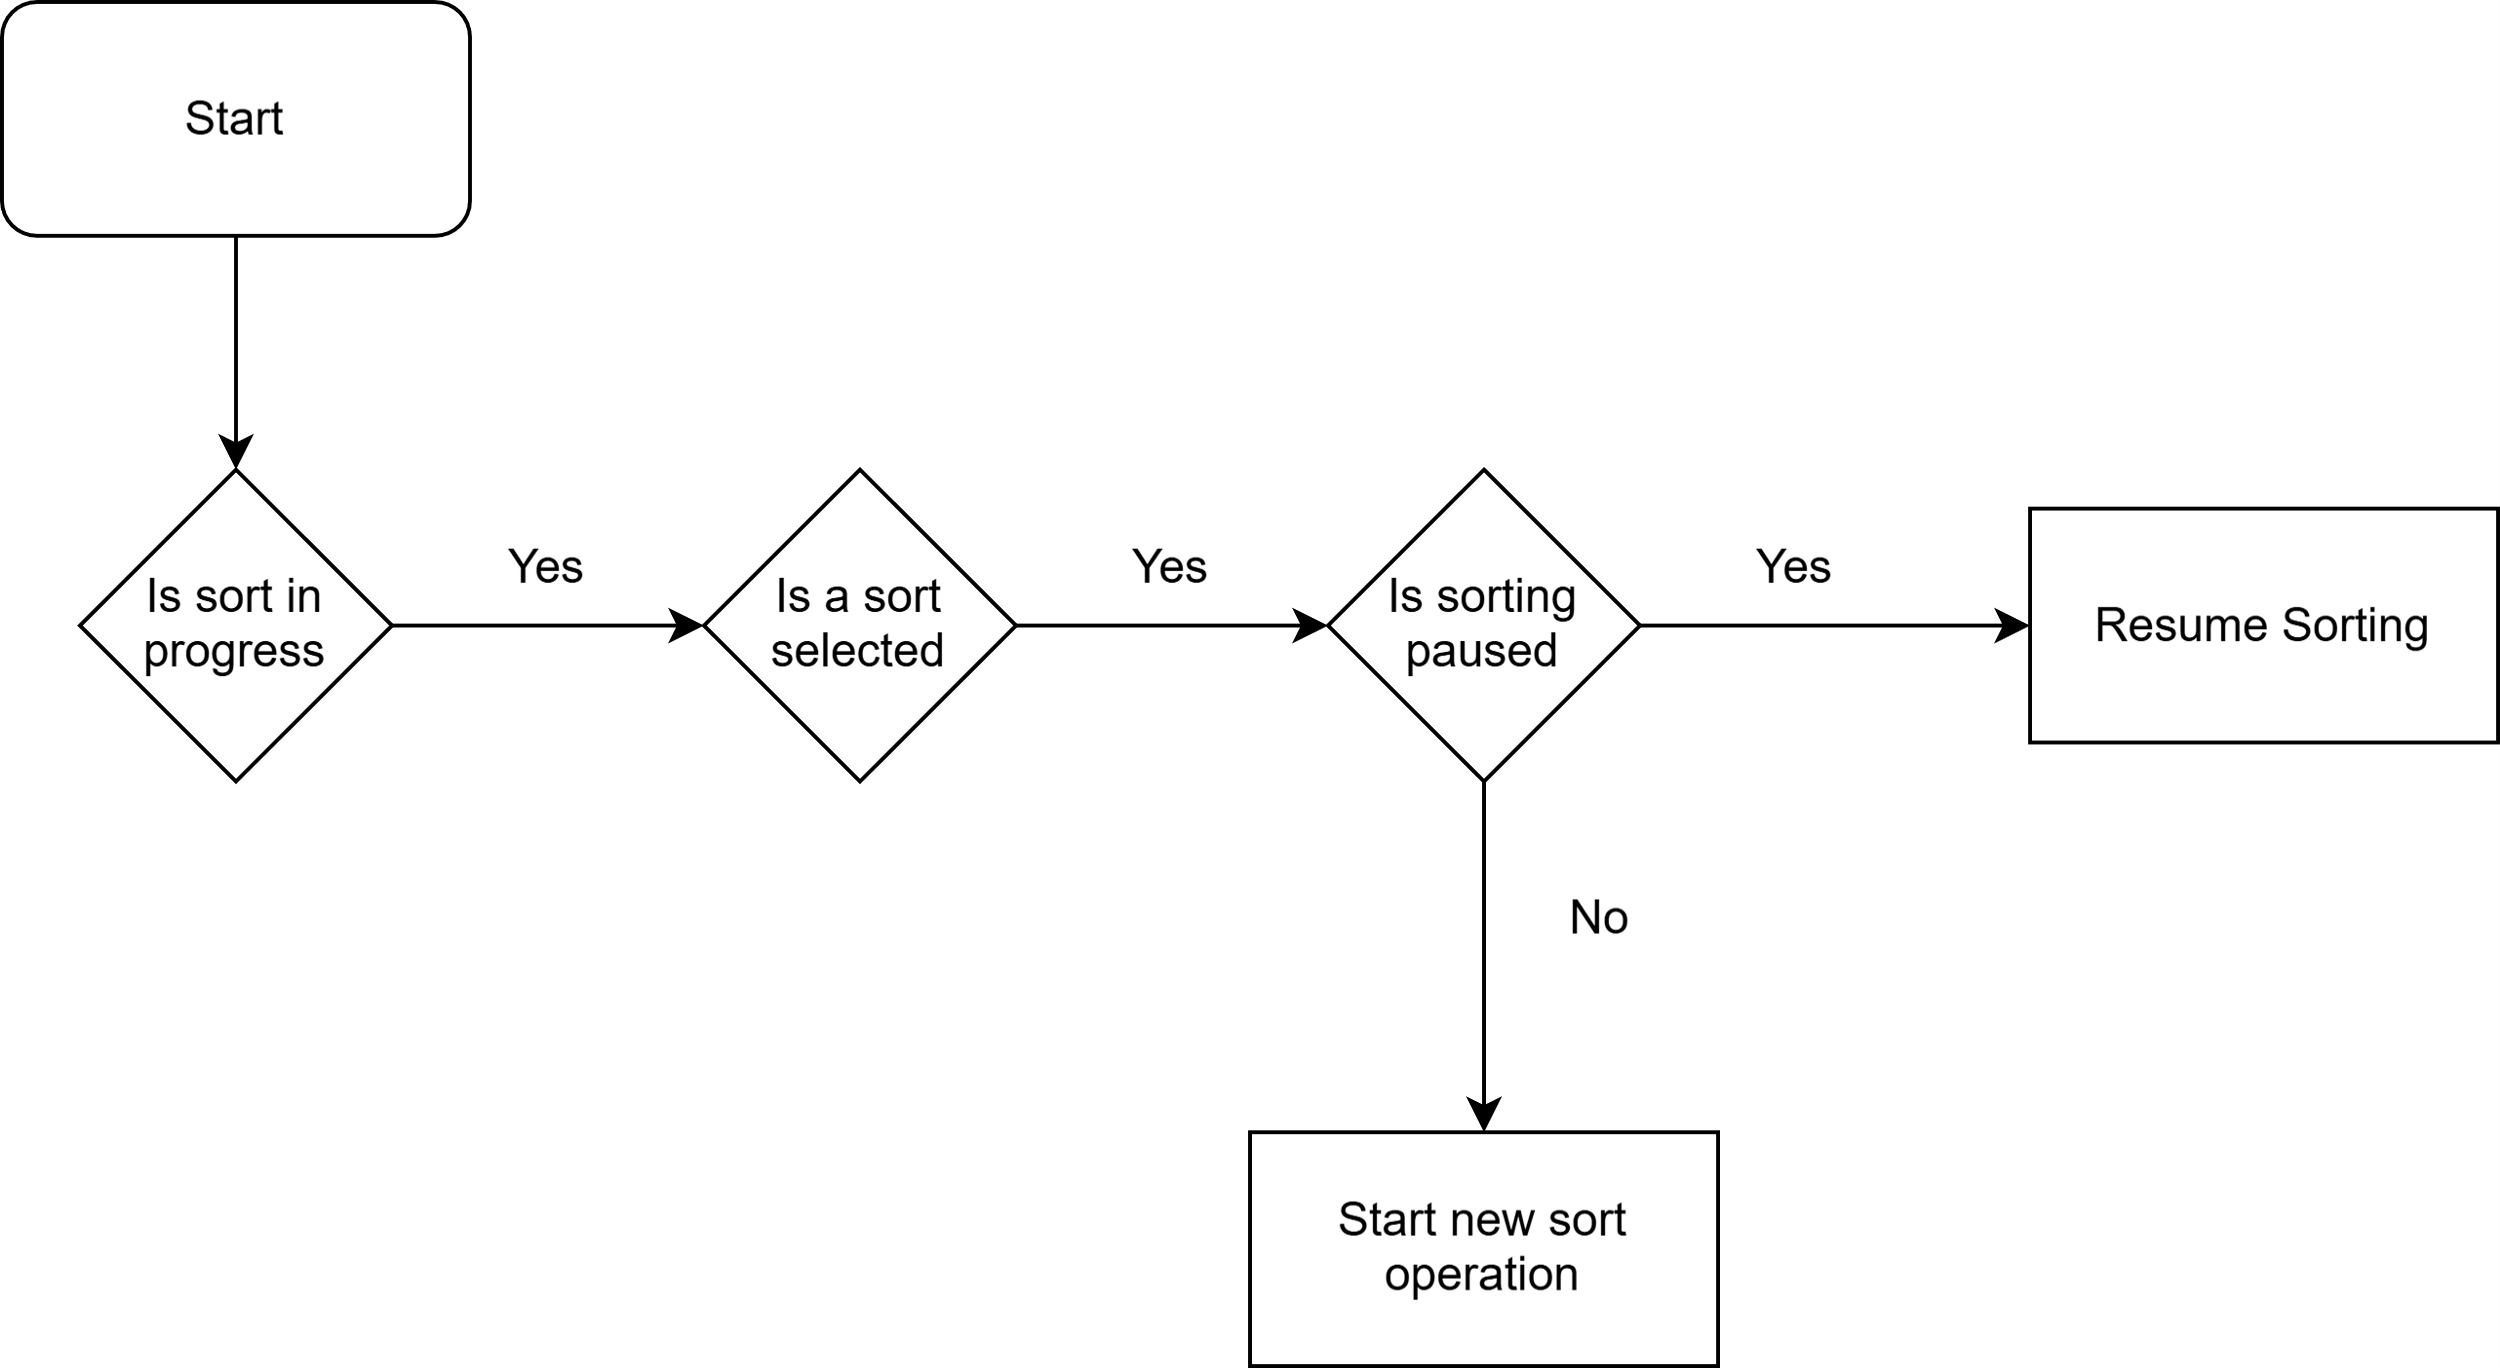 Start
Is sort in
progress
Yes
Is a sort
selected
Yes
Is sorting
paused
Yes
Resume Sorting
No
Start new sort
operation